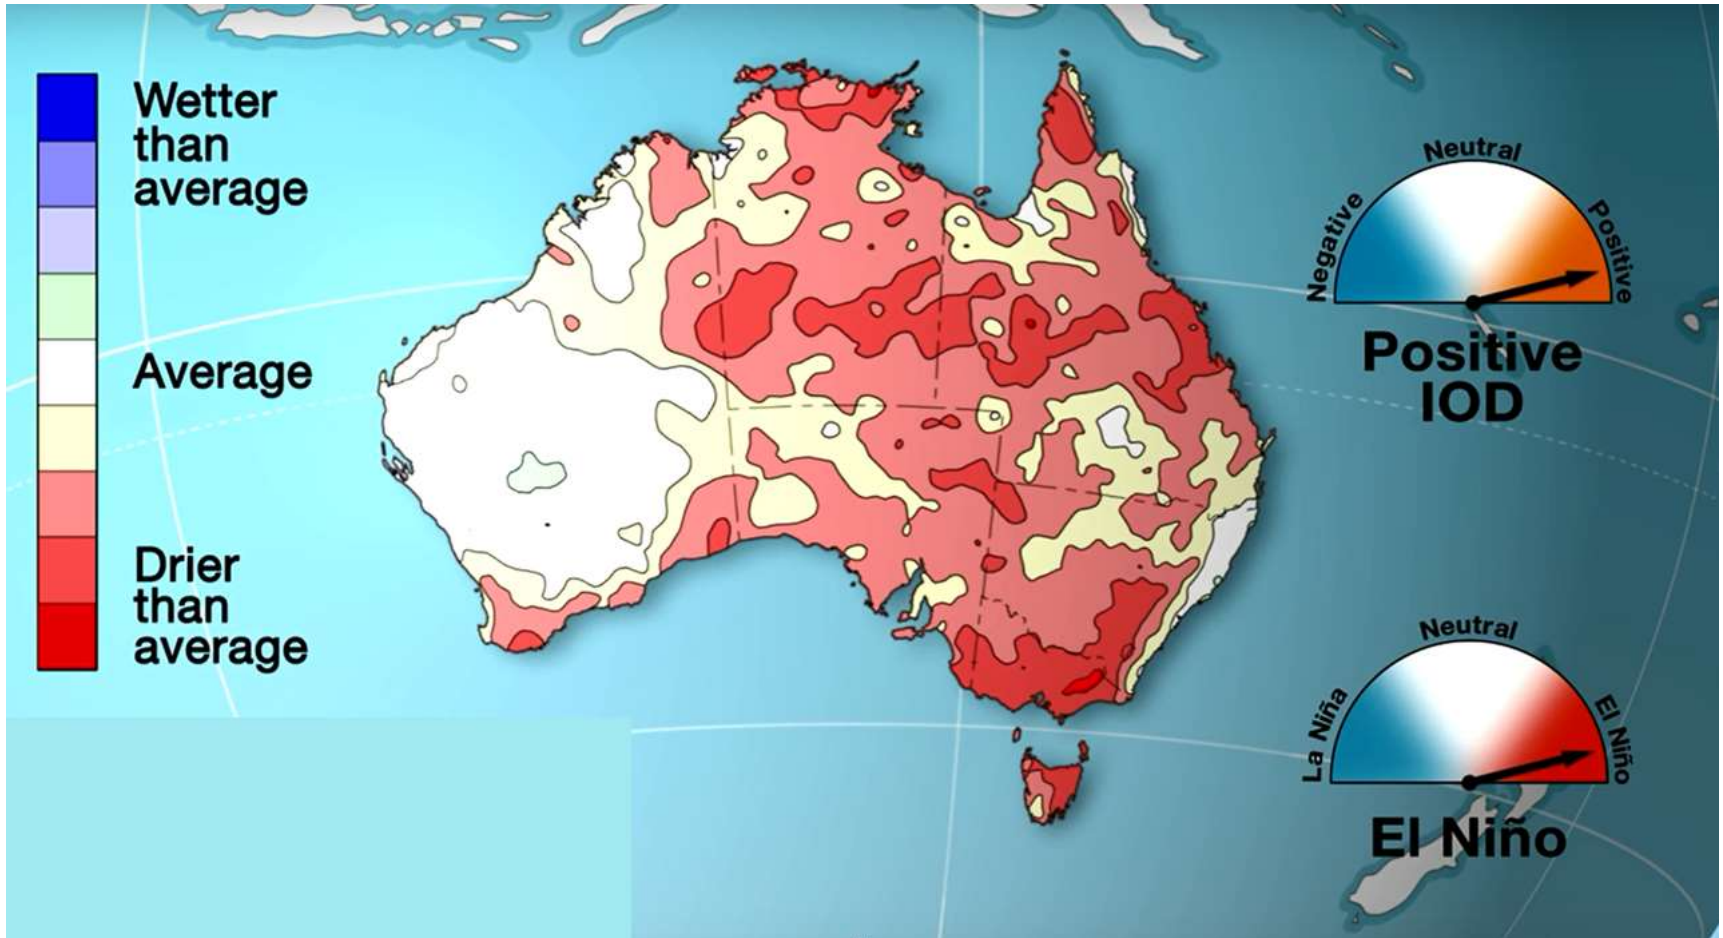 Wetter
than
average
Average
Drier
than
average
Neutral
Negative
Positive
Positive
IOD
Neutral
La Niña
El Niño
El Niño